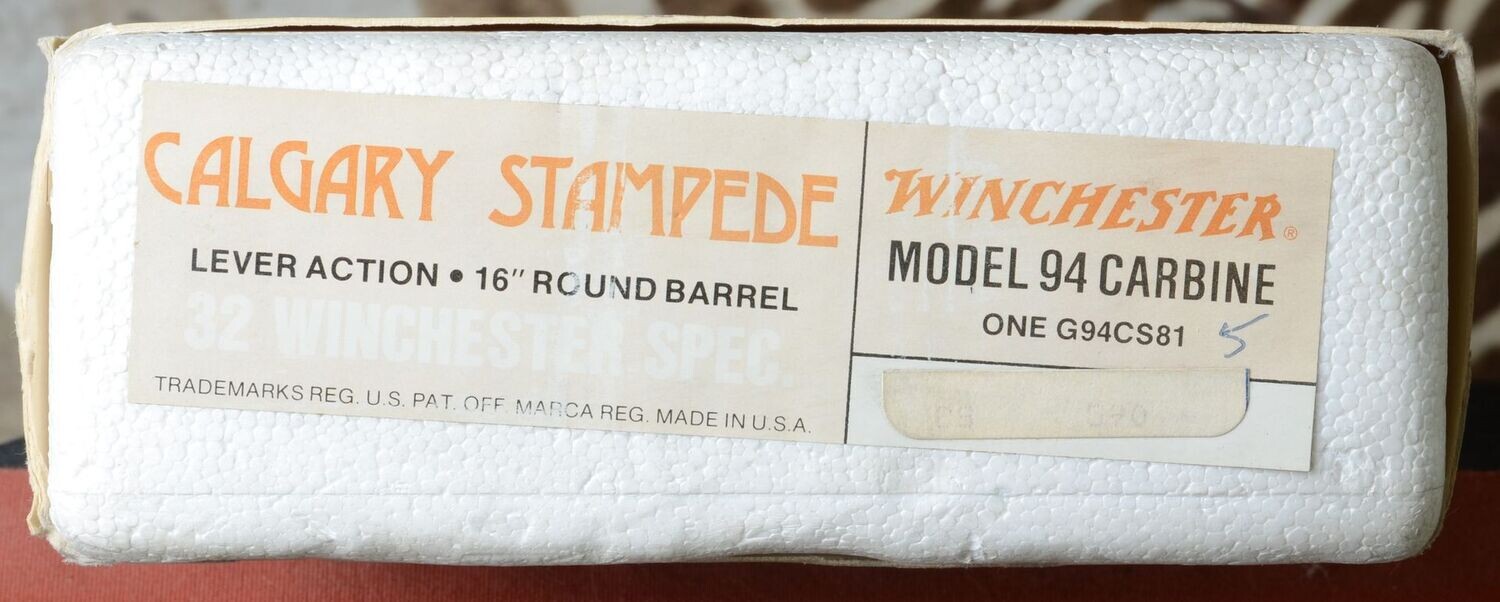 CALGARY STAMPEDE
LEVER ACTION • 16″ ROUND BARREL
32 WINCHESTER SPEC.
TRADEMARKS REG. U.S. PAT. OFF. MARCA REG. MADE IN U.S.A.
WINCHESTER®
MODEL 94 CARBINE
ONE G94CS81